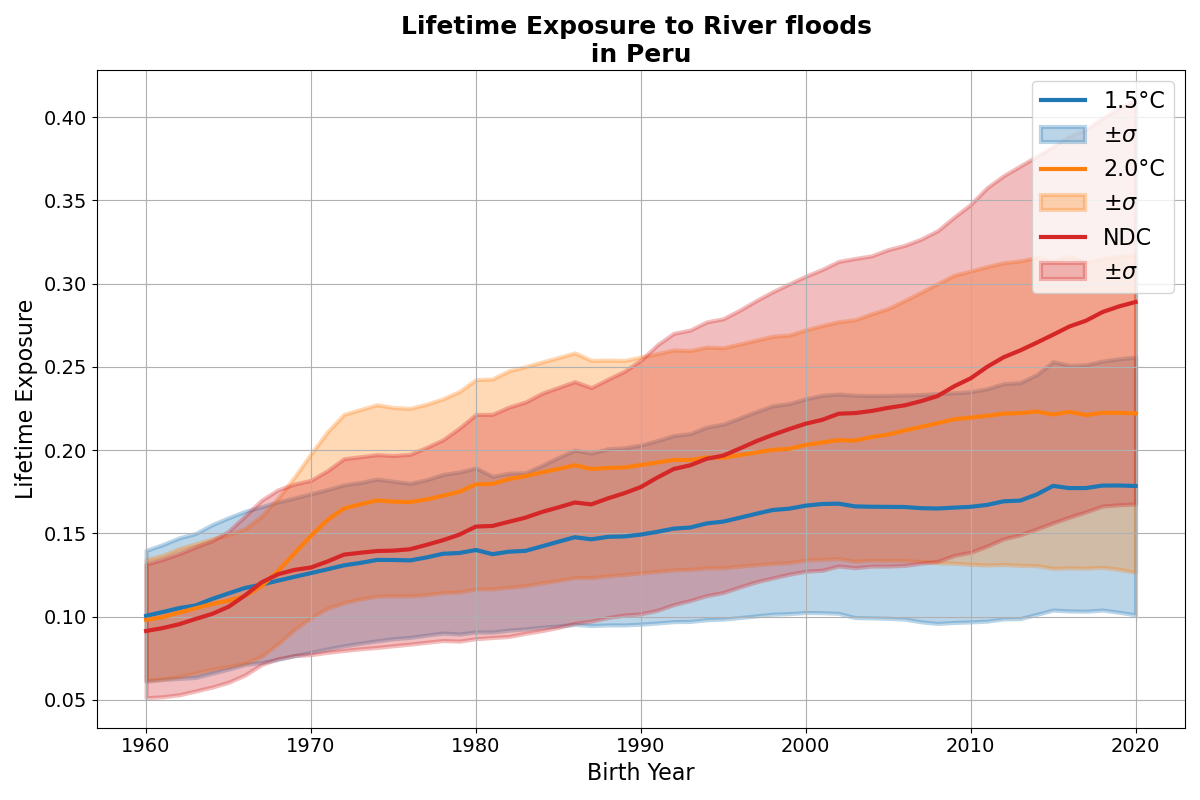 Lifetime Exposure to River floods
in Peru
Lifetime Exposure
0.40
0.35
0.30
0.25
0.20
0.15
0.10
0.05
1960
1970
1980
1990
2000
2010
2020
Birth Year
1.5°C
±σ
2.0°C
±σ
NDC
±σ